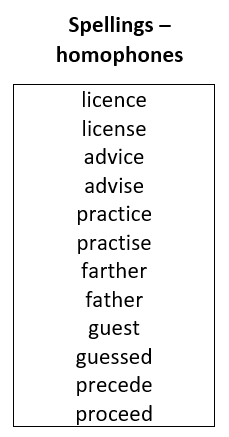 Spellings –
homophones
licence
license
advice
advise
practice
practise
farther
father
guest
guessed
precede
proceed